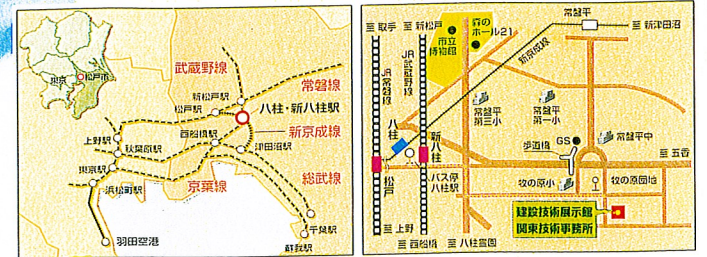 東京
松戸市
武蔵野線
常磐線
新松戸駅
松戸駅
八柱・新八柱駅
上野駅
西船橋駅
新京成線
秋葉原駅
津田沼駅
東京駅
総武線
浜松町駅
京葉線
羽田空港
千葉駅
蘇我駅
至 取手
至 新松戸
森の
ホール21
市立
博物館
常盤平
至 新津田沼
新京成線
JR常磐線
JR武蔵野線
常盤平
第三小
常盤平
第一小
八柱
新八柱
GS
常盤平中
歩道橋
至 五香
松戸
バス停
八柱駅
牧の原小
牧の原団地
建設技術展示館
関東技術事務所
至 上野
至 西船橋
至 八柱霊園